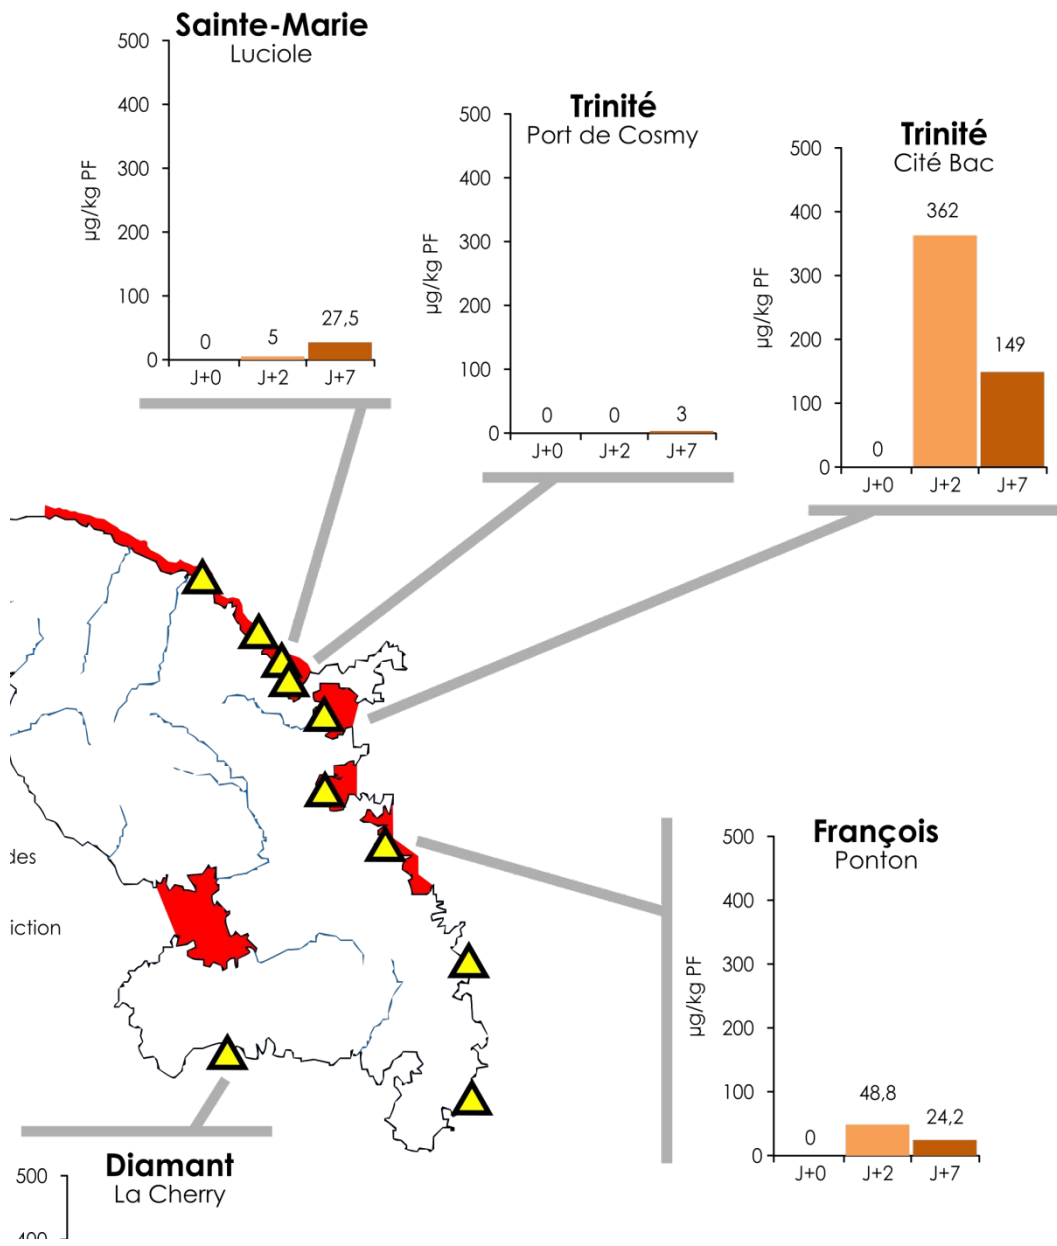 Sainte-Marie
Luciole
500
400
300
200
100
0
µg/kg PF
0
5
27,5
J+0
J+2
J+7
Trinité
Port de Cosmy
500
400
300
200
100
0
µg/kg PF
0
0
3
J+0
J+2
J+7
Trinité
Cité Bac
500
400
300
200
100
0
µg/kg PF
0
362
149
J+0
J+2
J+7
des
iction
François
Ponton
500
400
300
200
100
0
µg/kg PF
0
48,8
24,2
J+0
J+2
J+7
Diamant
La Cherry
500
400